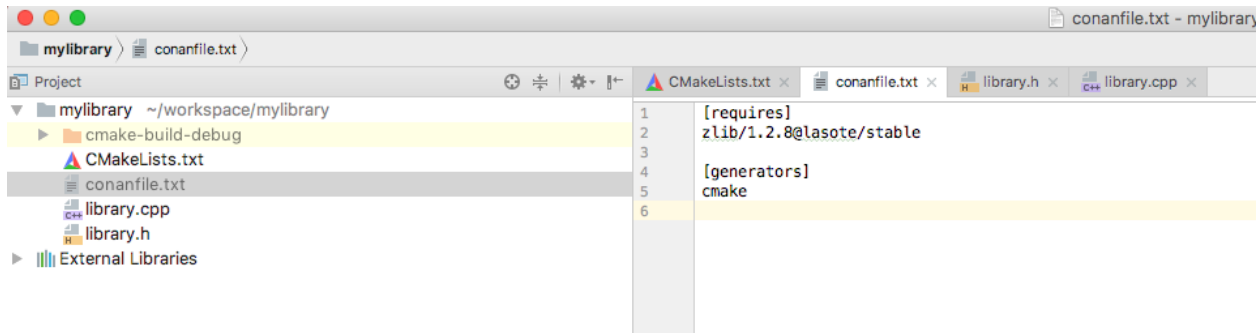 conanfile.txt - mylibrary
mylibrary conanfile.txt
Project
CMakeLists.txt conanfile.txt library.h library.cpp
mylibrary ~/workspace/mylibrary
cmake-build-debug
CMakeLists.txt
conanfile.txt
C++ library.cpp
H library.h
External Libraries
1 [requires]
2 zlib/1.2.8@lasote/stable
3
4 [generators]
5 cmake
6